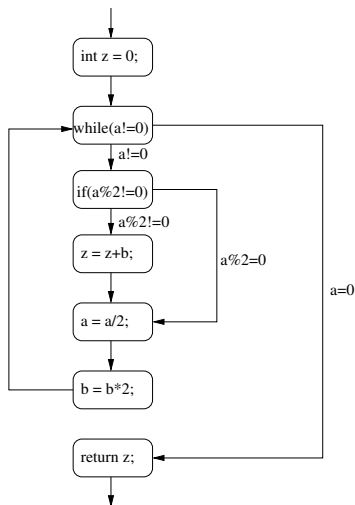 int z = 0;
while(a!=0)
a!=0
if(a%2!=0)
a%2!=0
z = z+b;
a%2=0
a=0
a = a/2;
b = b*2;
return z;